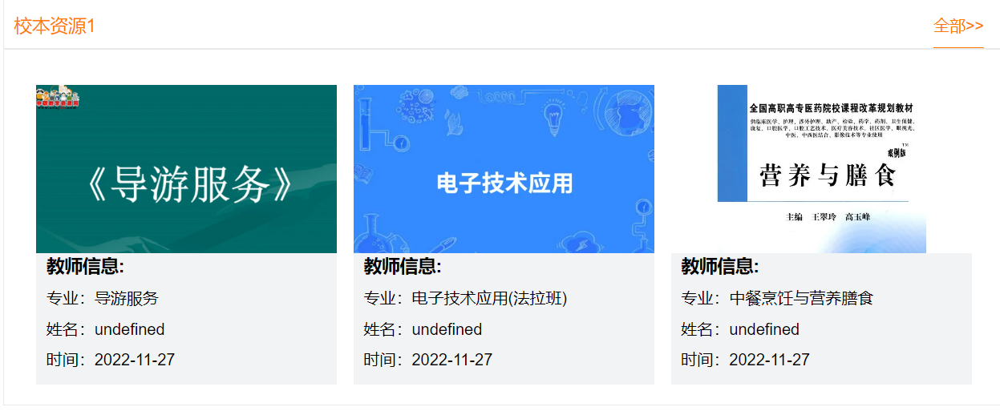 校本资源1
全部>>
中职教学资源网
《导游服务》
教师信息:
专业：导游服务
姓名：undefined
时间：2022-11-27
电子技术应用
教师信息:
专业：电子技术应用(法拉班)
姓名：undefined
时间：2022-11-27
全国高职高专医药院校课程改革规划教材
供临床医学、护理、涉外护理、助产、检验、药学、药剂、卫生保健、
康复、口腔医学、口腔工艺技术、医疗美容技术、社区医学、眼视光、
中医、中西医结合、影像技术等专业使用
TM
案例版
营养与膳食
主编 王翠玲 高玉峰
教师信息:
专业：中餐烹饪与营养膳食
姓名：undefined
时间：2022-11-27